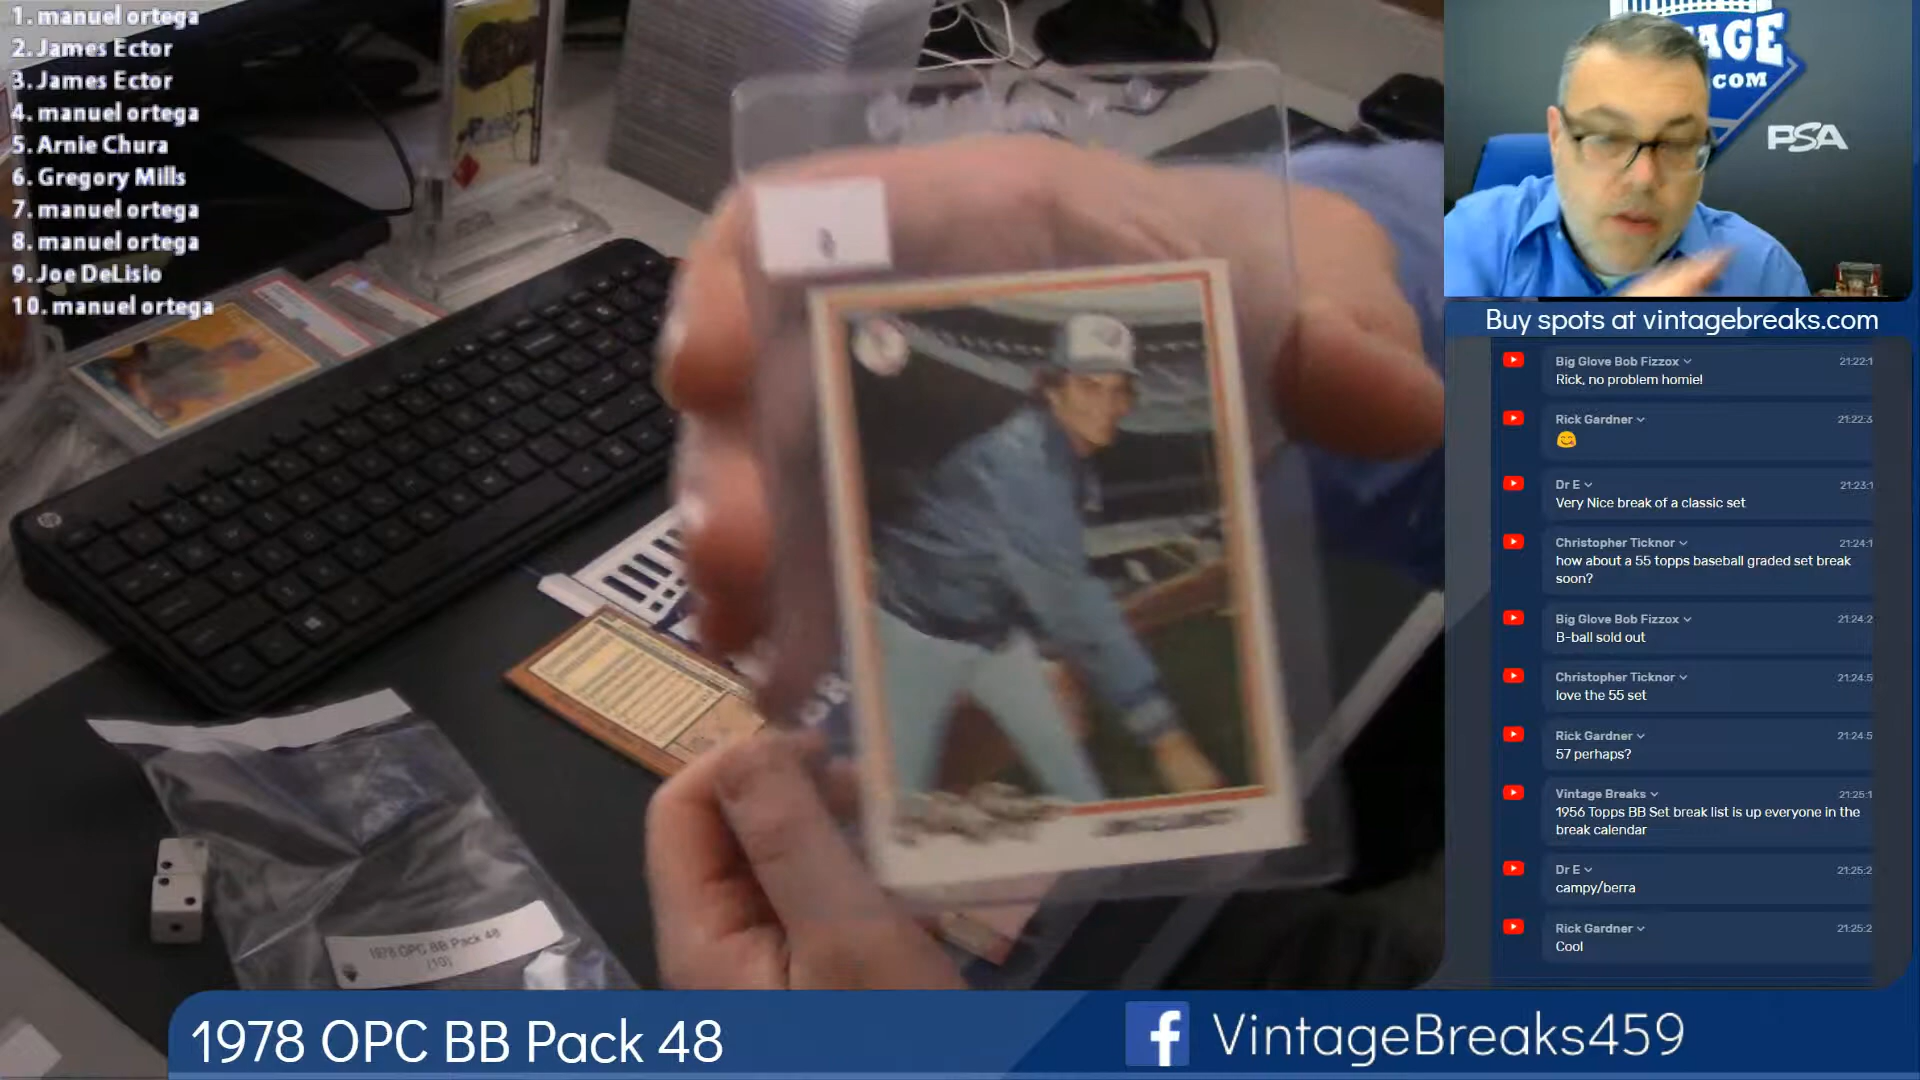 1. manuel ortega
2. James Ector
3. James Ector
4. manuel ortega
5. Arnie Chura
6. Gregory Mills
7. manuel ortega
8. manuel ortega
9. Joe DeLisio
10. manuel ortega
AGE
.COM
PSA
Buy spots at vintagebreaks.com
Big Glove Bob Fizzox 21:22:1
Rick, no problem homie!
Rick Gardner 21:22:3
Dr E 21:23:1
Very Nice break of a classic set
Christopher Ticknor 21:24:1
how about a 55 topps baseball graded set break
soon?
Big Glove Bob Fizzox 21:24:2
B-ball sold out
Christopher Ticknor 21:24:5
love the 55 set
Rick Gardner 21:24:5
57 perhaps?
Vintage Breaks 21:25:1
1956 Topps BB Set break list is up everyone in the
break calendar
Dr E 21:25:2
campy/berra
Rick Gardner 21:25:2
Cool
1978 OPC BB Pack 48
(10)
1978 OPC BB Pack 48
f VintageBreaks459